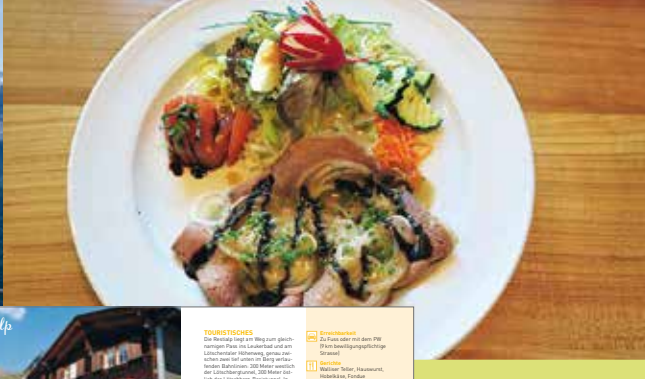 lp
TOURISTISCHES
Die Restialp liegt am Weg zum gleich-
namigen Pass ins Leukerbad und am
Lötschentaler Höhenweg, genau zwi-
schen zwei tief unten im Berg verlau-
fenden Bahnlinien: 300 Meter westlich
der Lötschbergtunnel, 300 Meter öst-
Erreichbarkeit
Zu Fuss oder mit dem PW
(9 km bewilligungspflichtige
Strasse)
Gerichte
Walliser Teller, Hauswurst,
Hobelkäse, Fondue